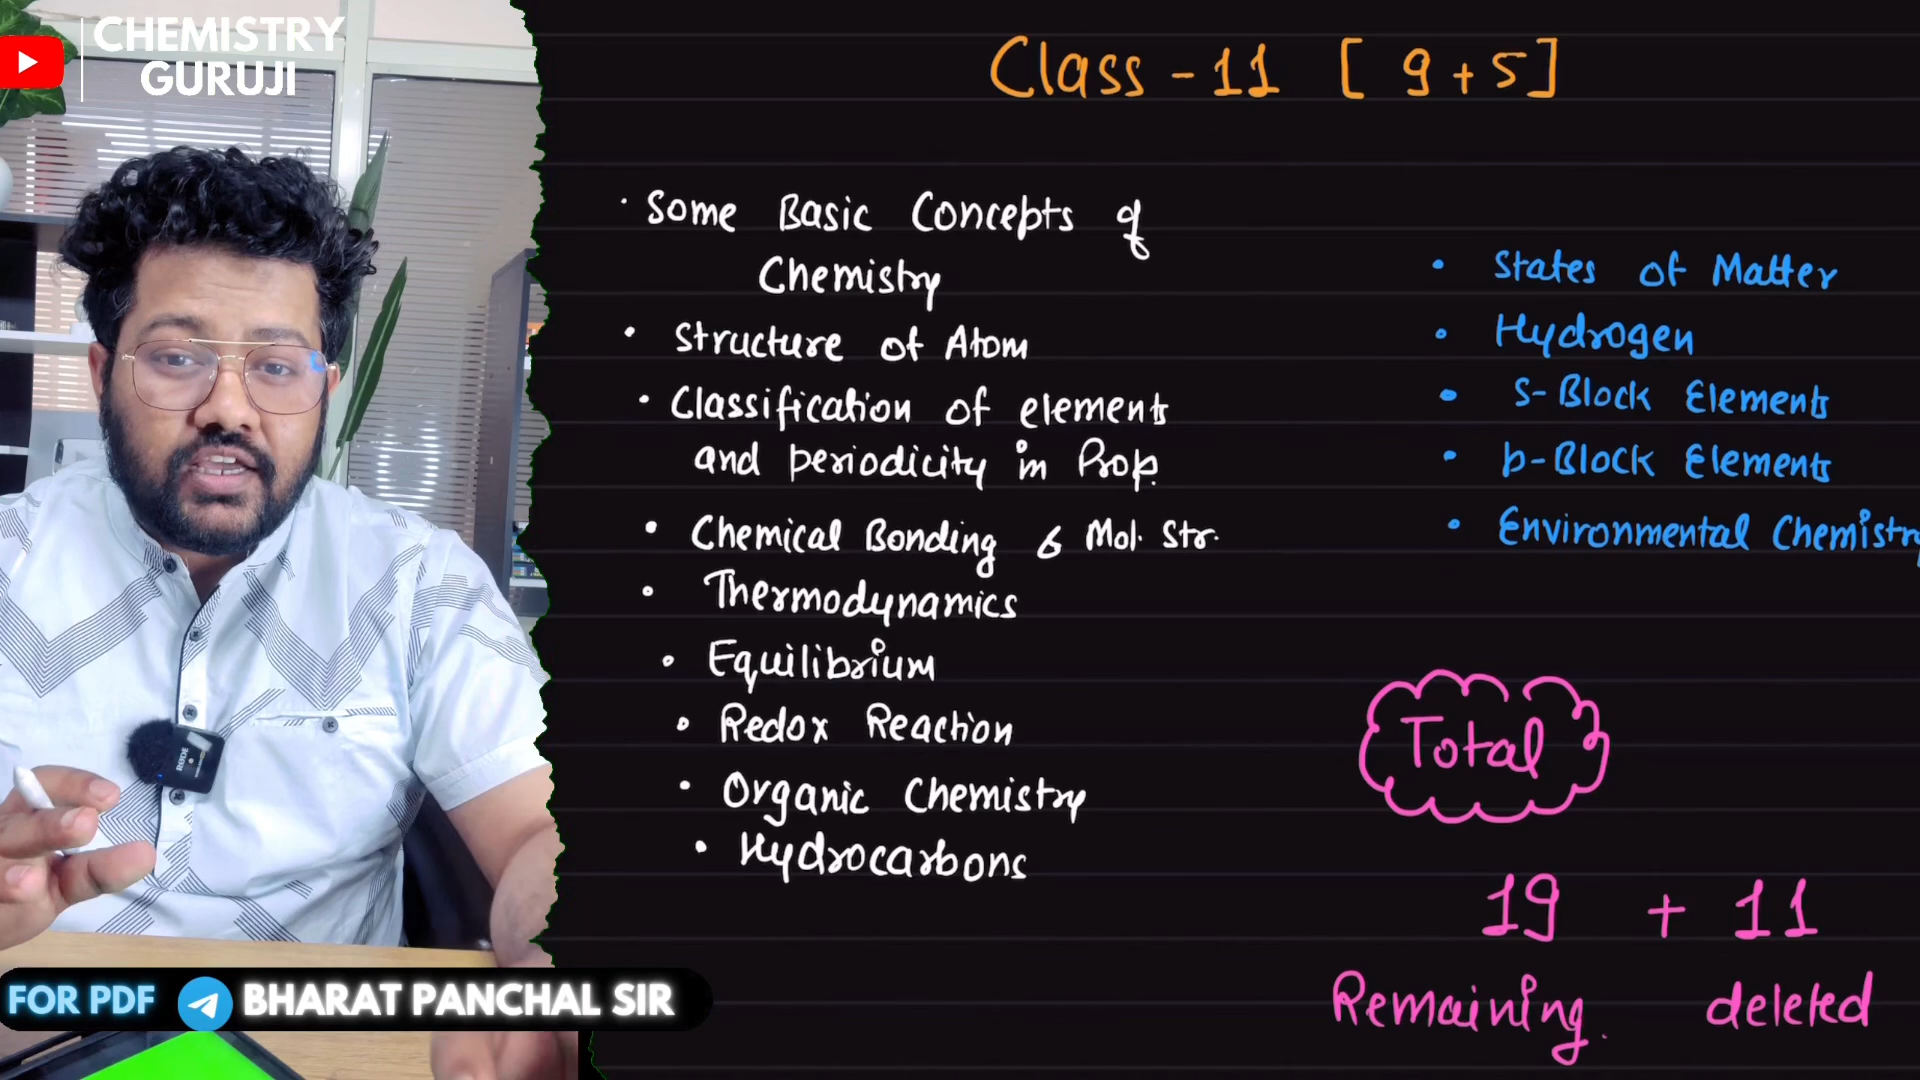 CHEMISTRY
GURUJI
Class - 11 [ 9 + 5 ]
• Some Basic Concepts of
Chemistry
• Structure of Atom
• Classification of elements
and periodicity in Prop.
• Chemical Bonding & Mol. Str.
• Thermodynamics
• Equilibrium
• Redox Reaction
• Organic Chemistry
• Hydrocarbons
• States of Matter
• Hydrogen
• S-Block Elements
• p-Block Elements
• Environmental Chemistry
Total
19 + 11
Remaining. deleted
RODE
FOR PDF BHARAT PANCHAL SIR